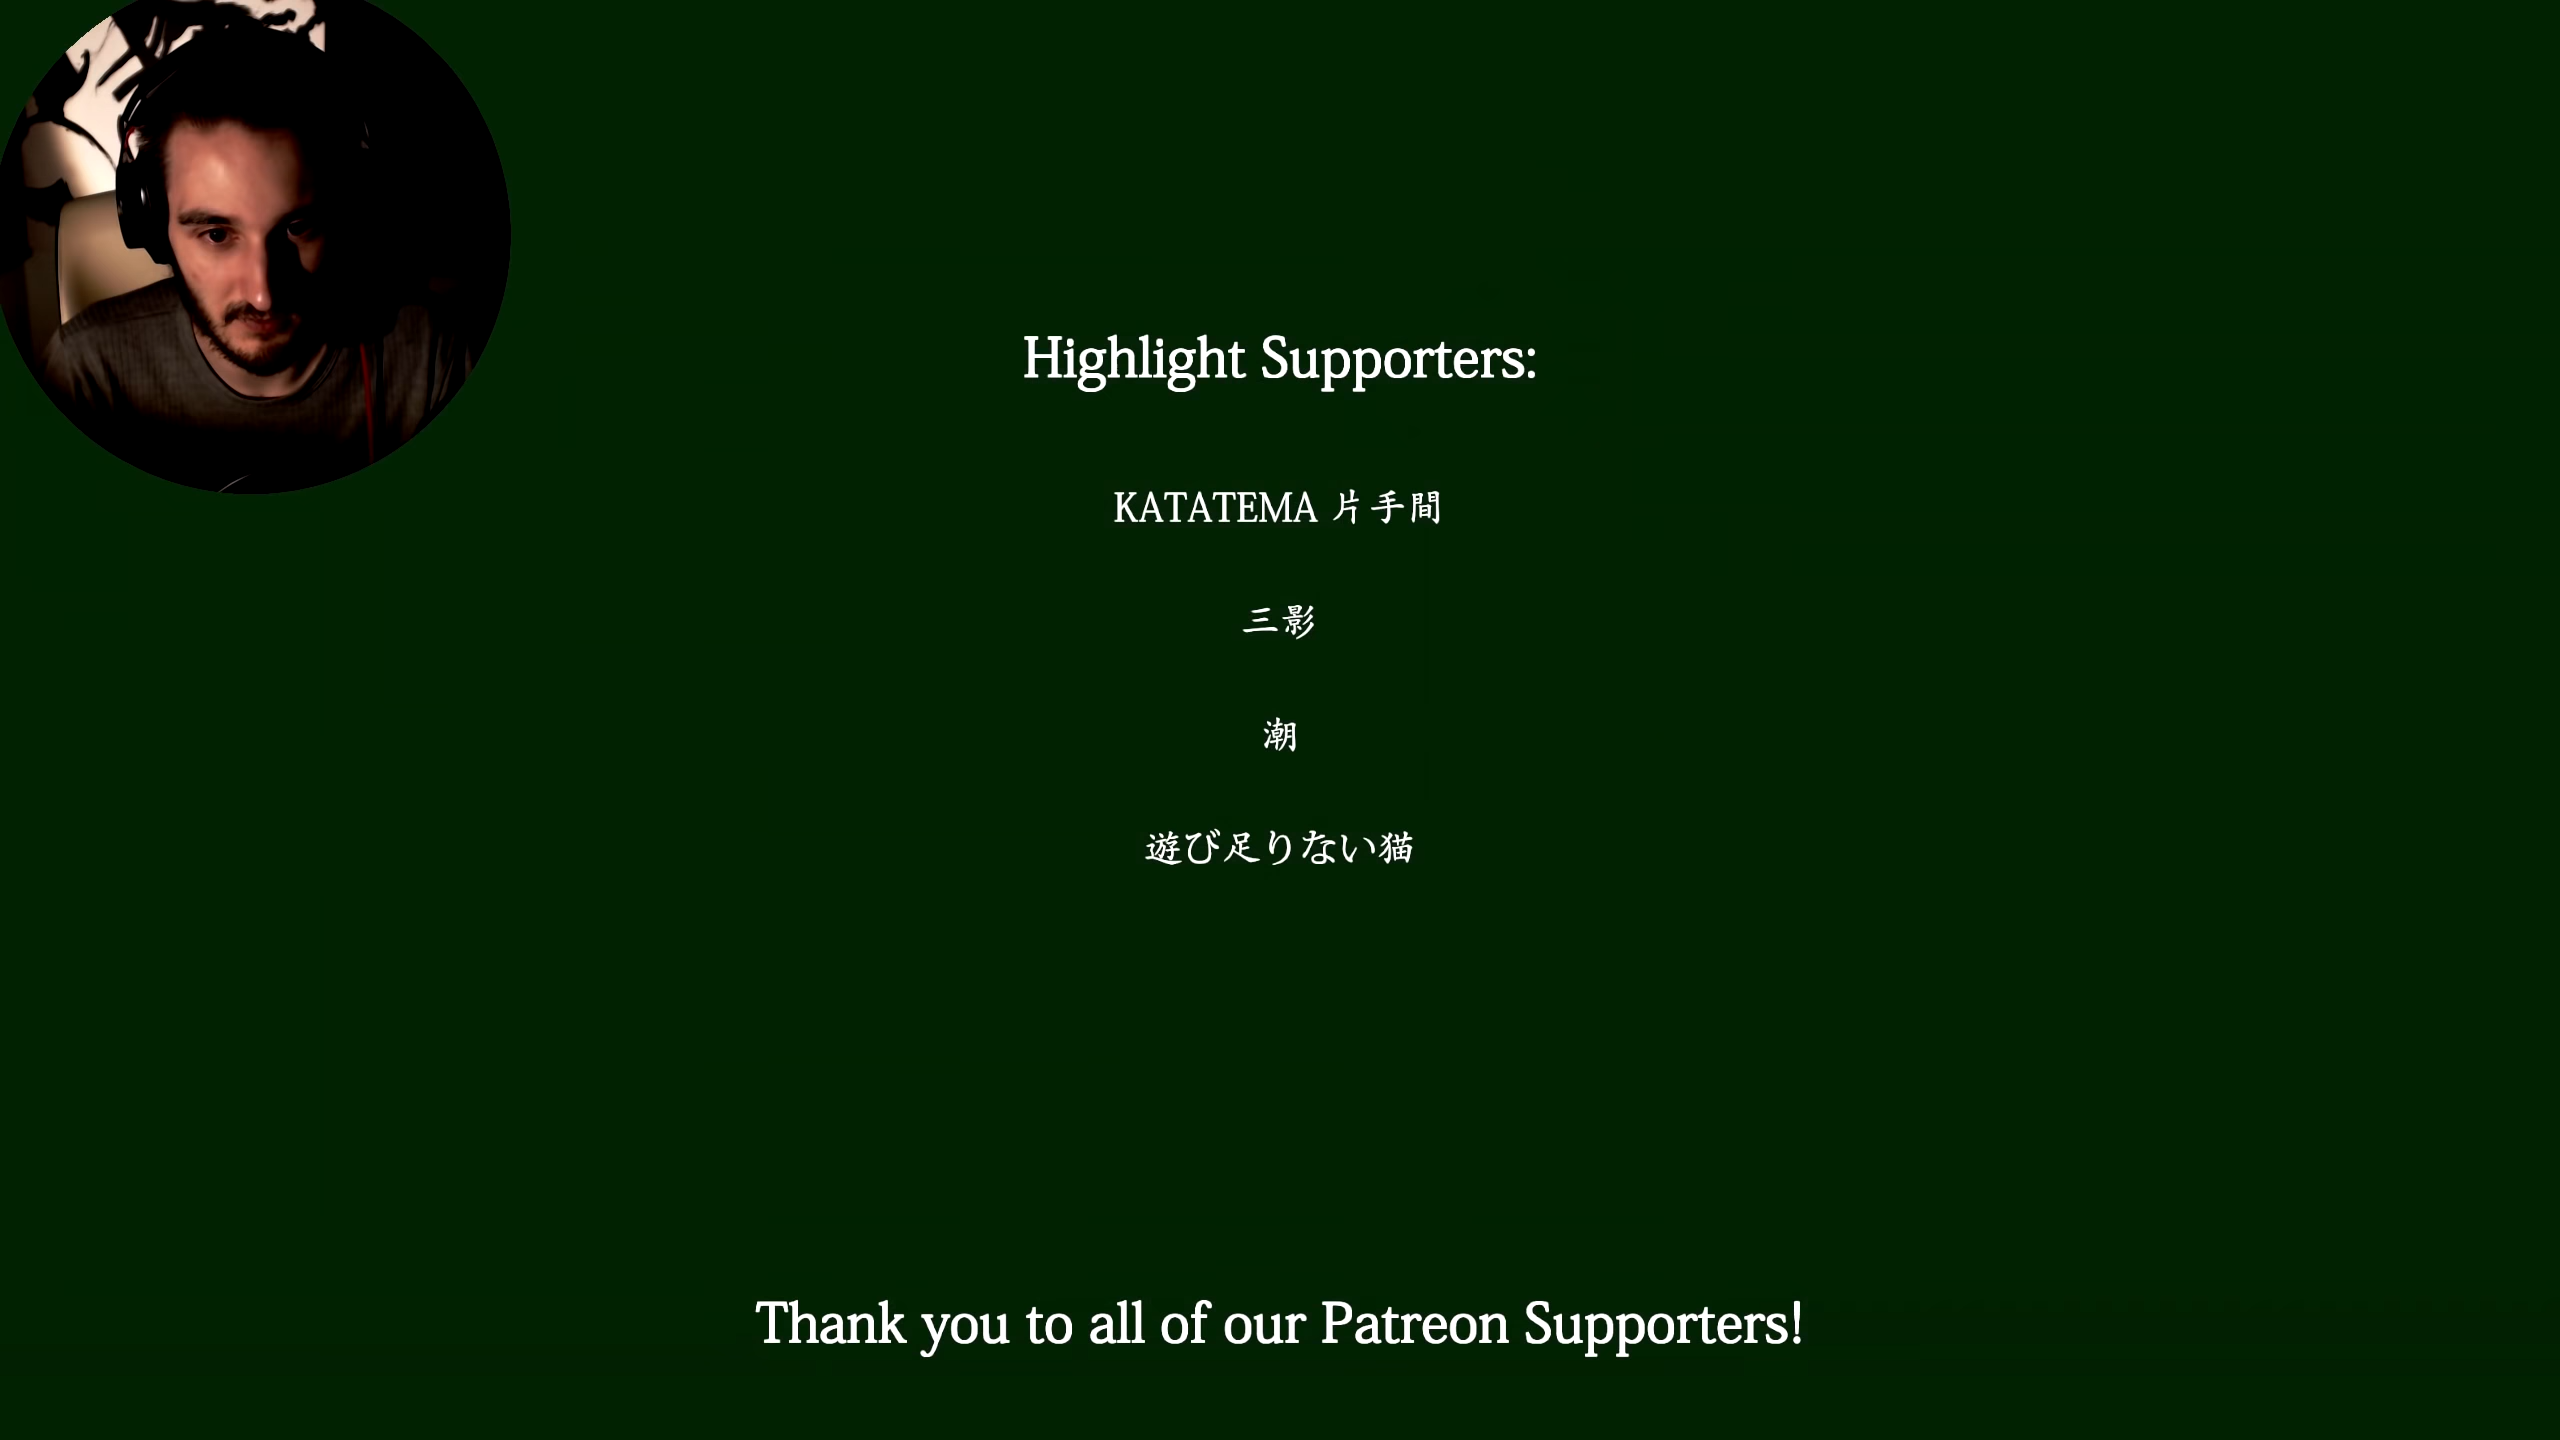 Highlight Supporters:
KATATEMA 片手間
三影
潮
遊び足りない猫
Thank you to all of our Patreon Supporters!